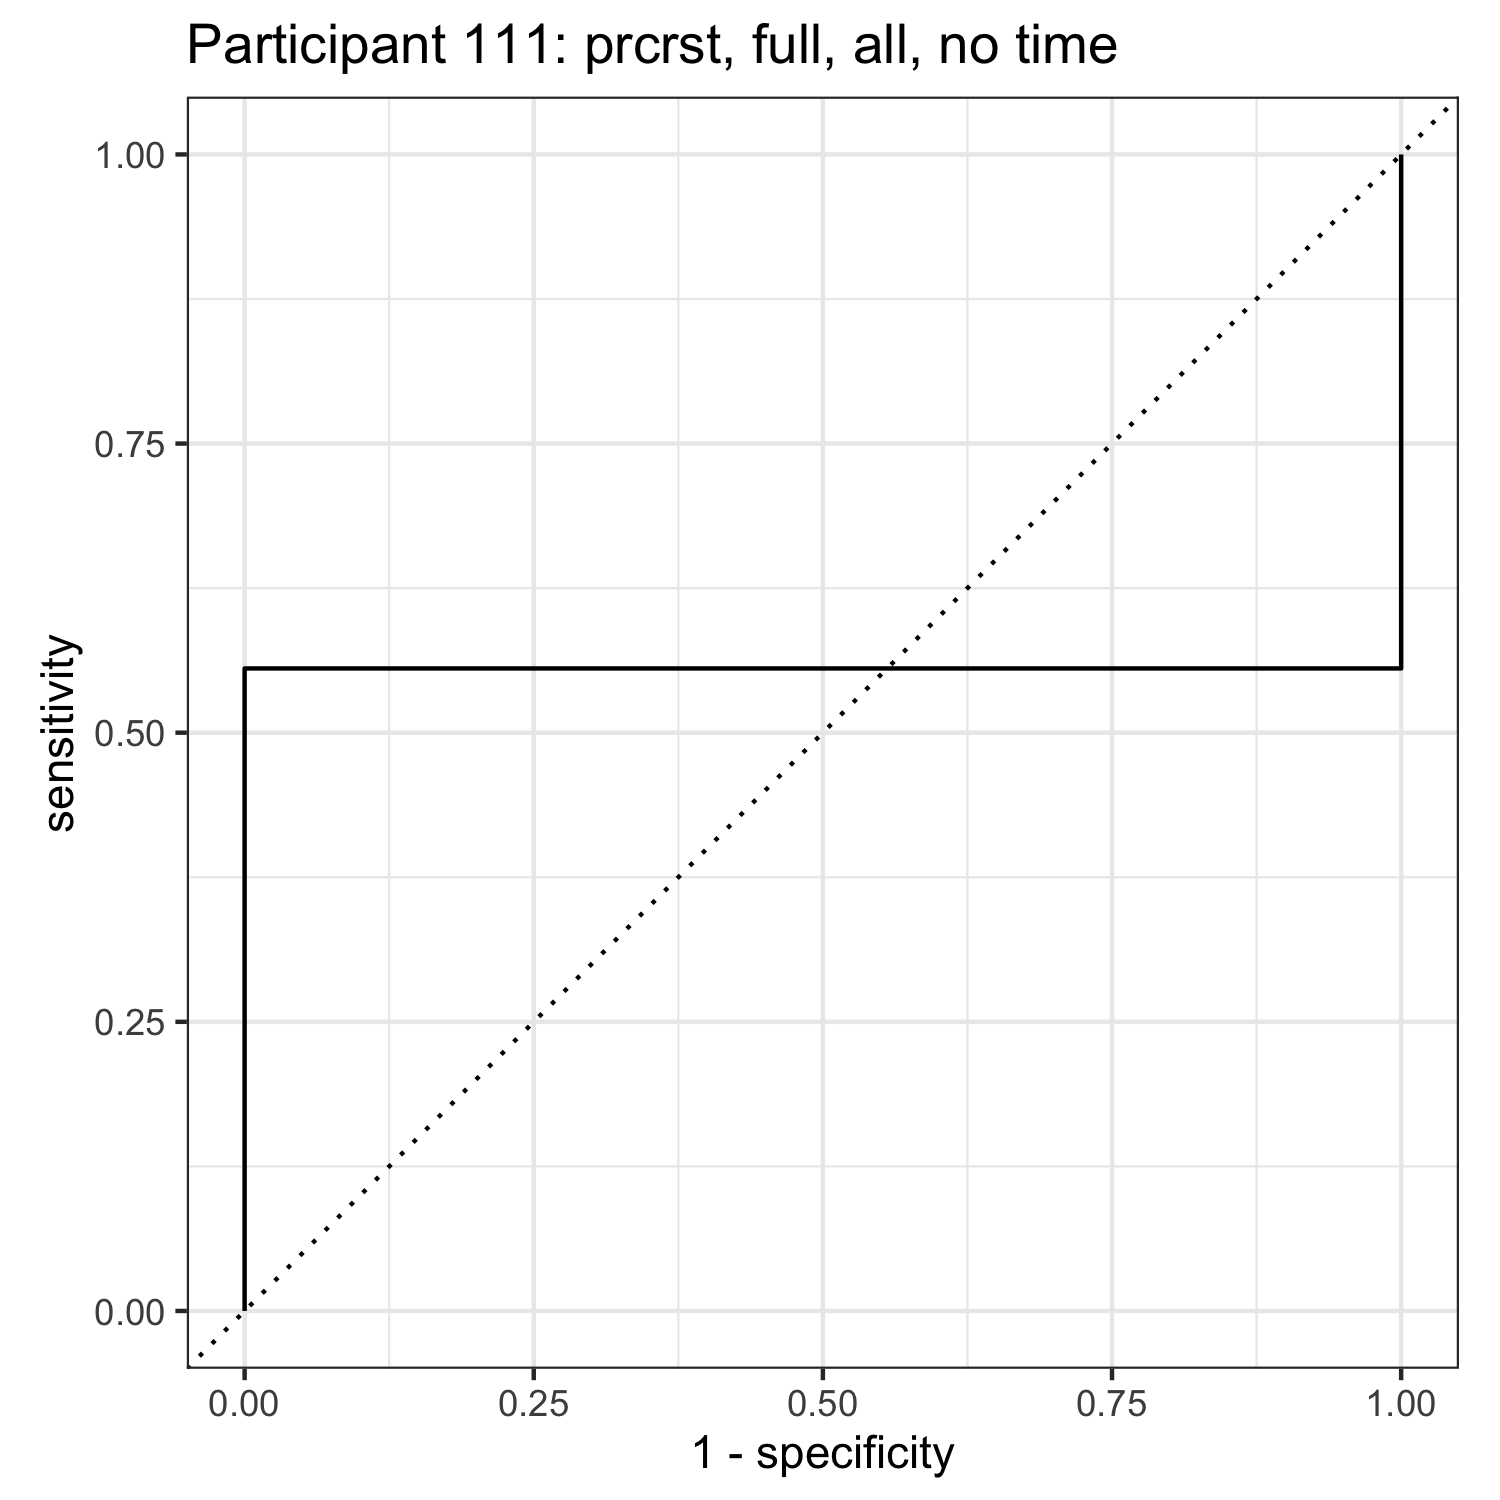 Participant 111: prcrst, full, all, no time
sensitivity
1.00
0.75
0.50
0.25
0.00
0.00 0.25 0.50 0.75 1.00
1 - specificity